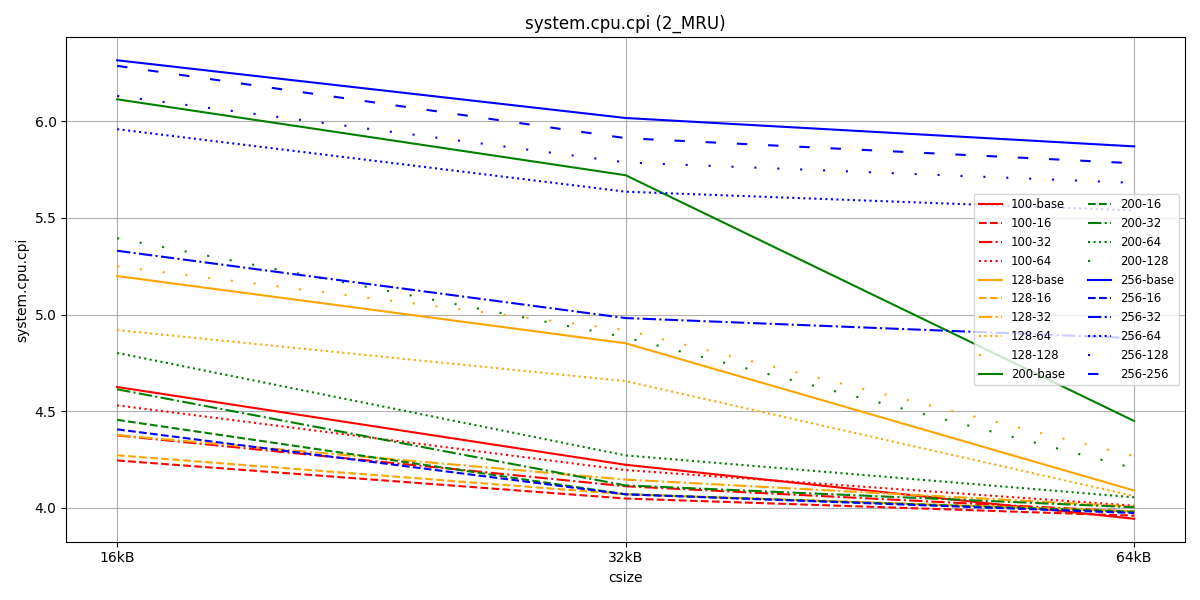 system.cpu.cpi (2_MRU)
system.cpu.cpi
6.0
5.5
5.0
4.5
4.0
100-base
100-16
100-32
100-64
128-base
128-16
128-32
128-64
128-128
200-base
200-16
200-32
200-64
200-128
256-base
256-16
256-32
256-64
256-128
256-256
16kB
32kB
64kB
csize